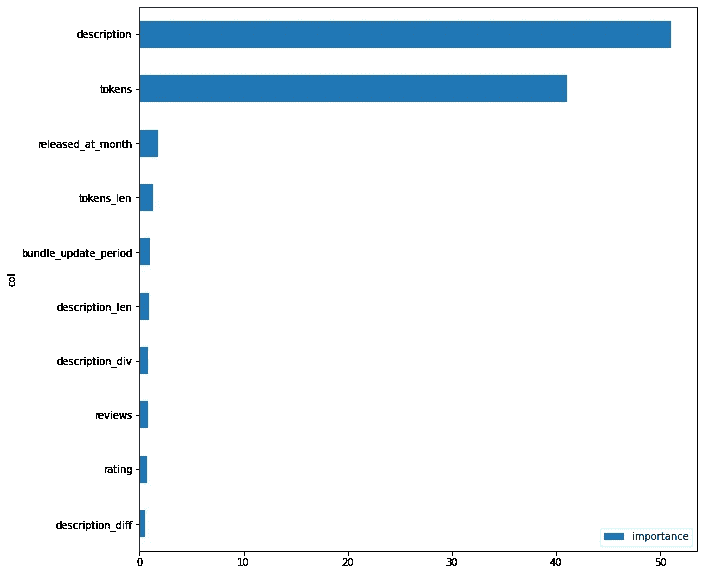 description
tokens
released_at_month
tokens_len
bundle_update_period
description_len
description_div
reviews
rating
description_diff
col
0 10 20 30 40 50
importance